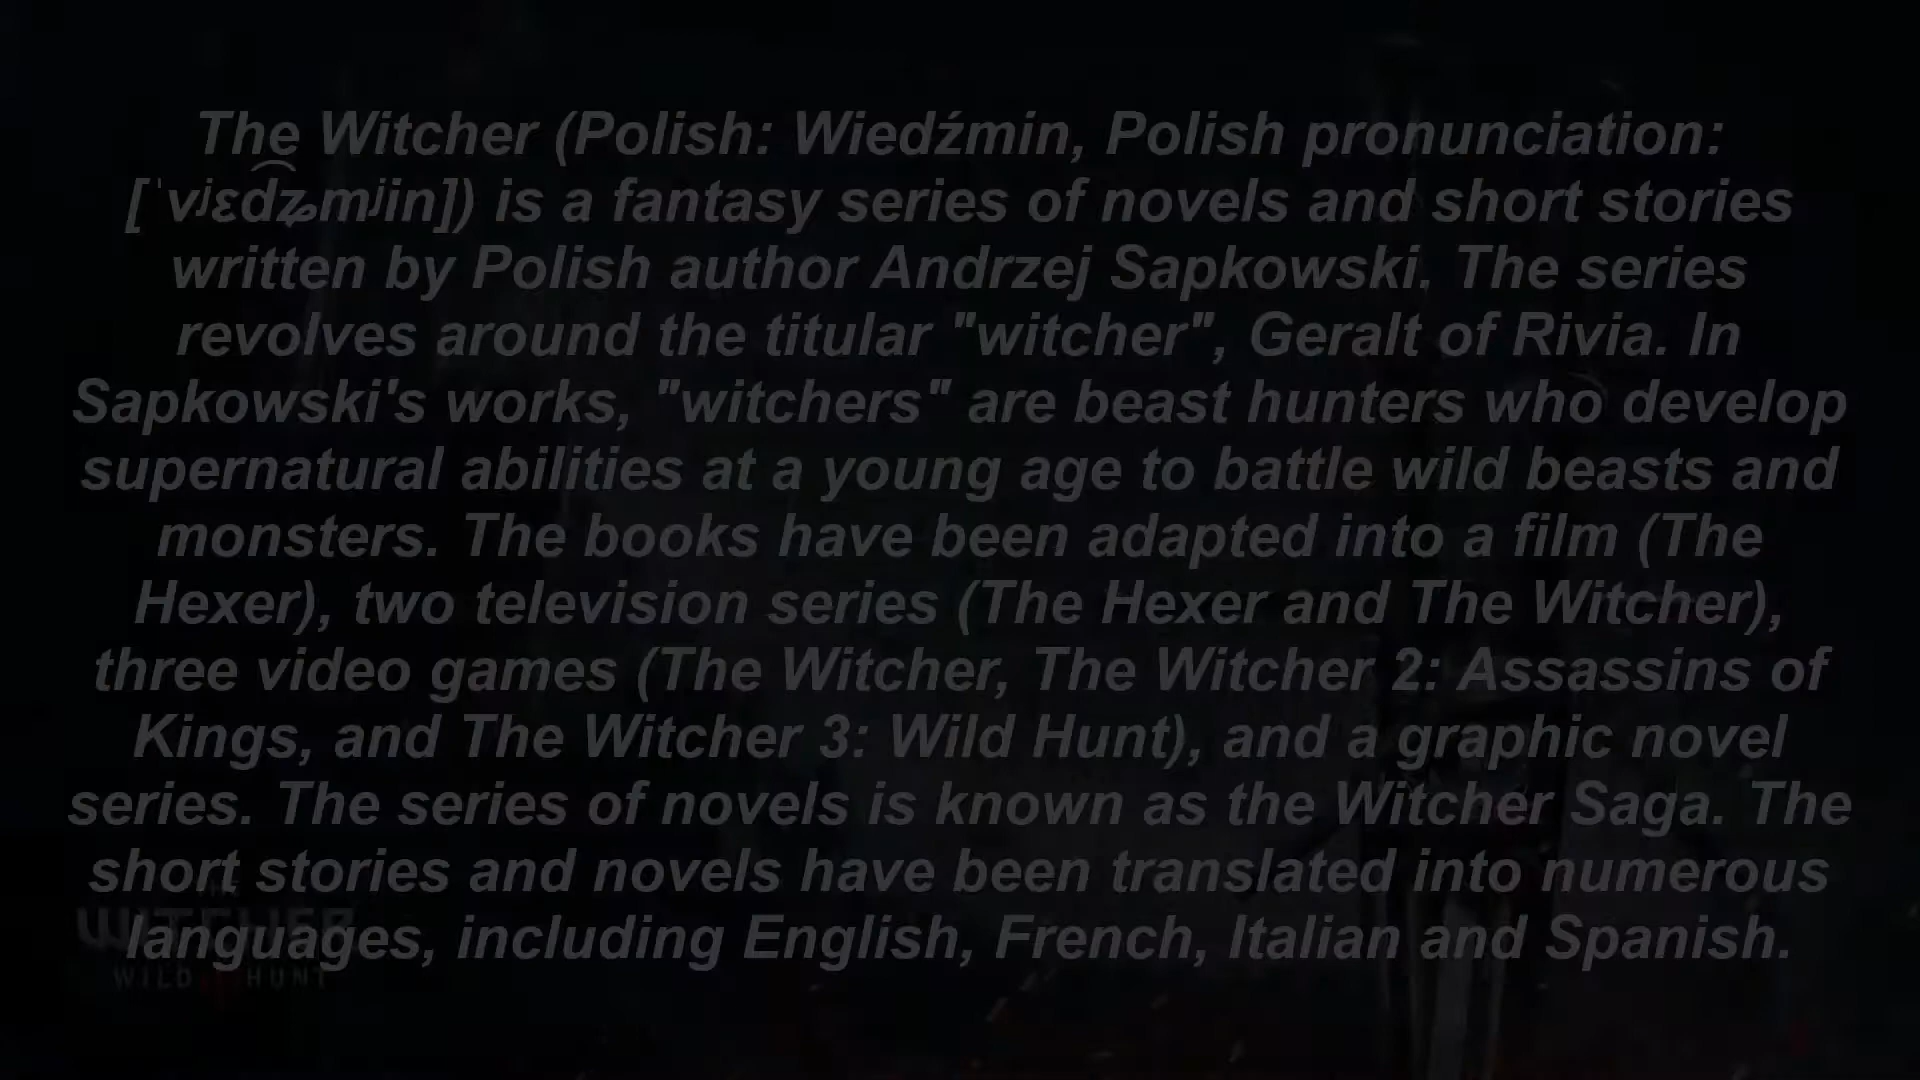 The Witcher (Polish: Wiedźmin, Polish pronunciation:
[ˈvʲɛd͡ʑmʲin]) is a fantasy series of novels and short stories
written by Polish author Andrzej Sapkowski. The series
revolves around the titular "witcher", Geralt of Rivia. In
Sapkowski's works, "witchers" are beast hunters who develop
supernatural abilities at a young age to battle wild beasts and
monsters. The books have been adapted into a film (The
Hexer), two television series (The Hexer and The Witcher),
three video games (The Witcher, The Witcher 2: Assassins of
Kings, and The Witcher 3: Wild Hunt), and a graphic novel
series. The series of novels is known as the Witcher Saga. The
short stories and novels have been translated into numerous
languages, including English, French, Italian and Spanish.
THE
WITCHER
WILD HUNT